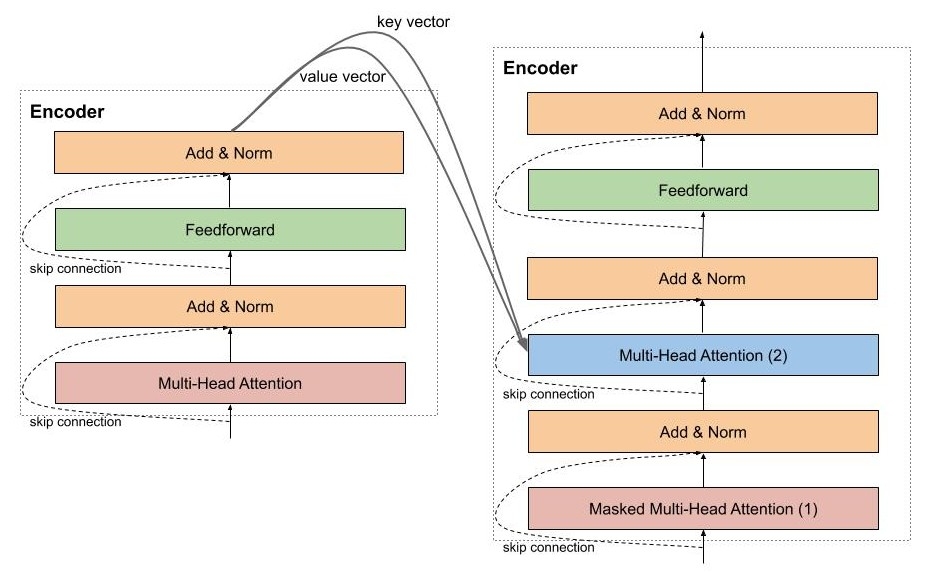 key vector
value vector
Encoder
Add & Norm
Feedforward
skip connection
Add & Norm
Multi-Head Attention
skip connection
Encoder
Add & Norm
Feedforward
Add & Norm
Multi-Head Attention (2)
skip connection
Add & Norm
Masked Multi-Head Attention (1)
skip connection